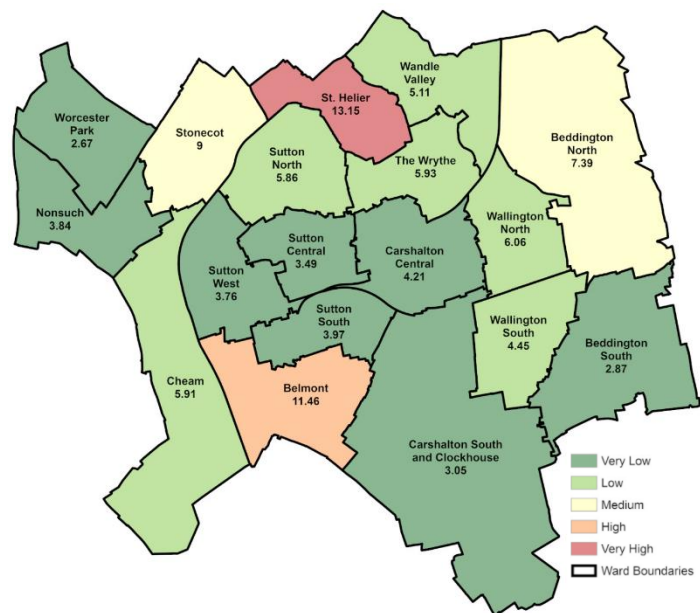 Wandle
Valley
5.11
St. Helier
13.15
Worcester
Park
2.67
Stonecot
9
Beddington
North
7.39
Sutton
North
5.86
The Wrythe
5.93
Nonsuch
3.84
Wallington
North
6.06
Sutton
Central
3.49
Carshalton
Central
4.21
Sutton
West
3.76
Sutton
South
3.97
Wallington
South
4.45
Beddington
South
2.87
Cheam
5.91
Belmont
11.46
Carshalton South
and Clockhouse
3.05
Very Low
Low
Medium
High
Very High
Ward Boundaries